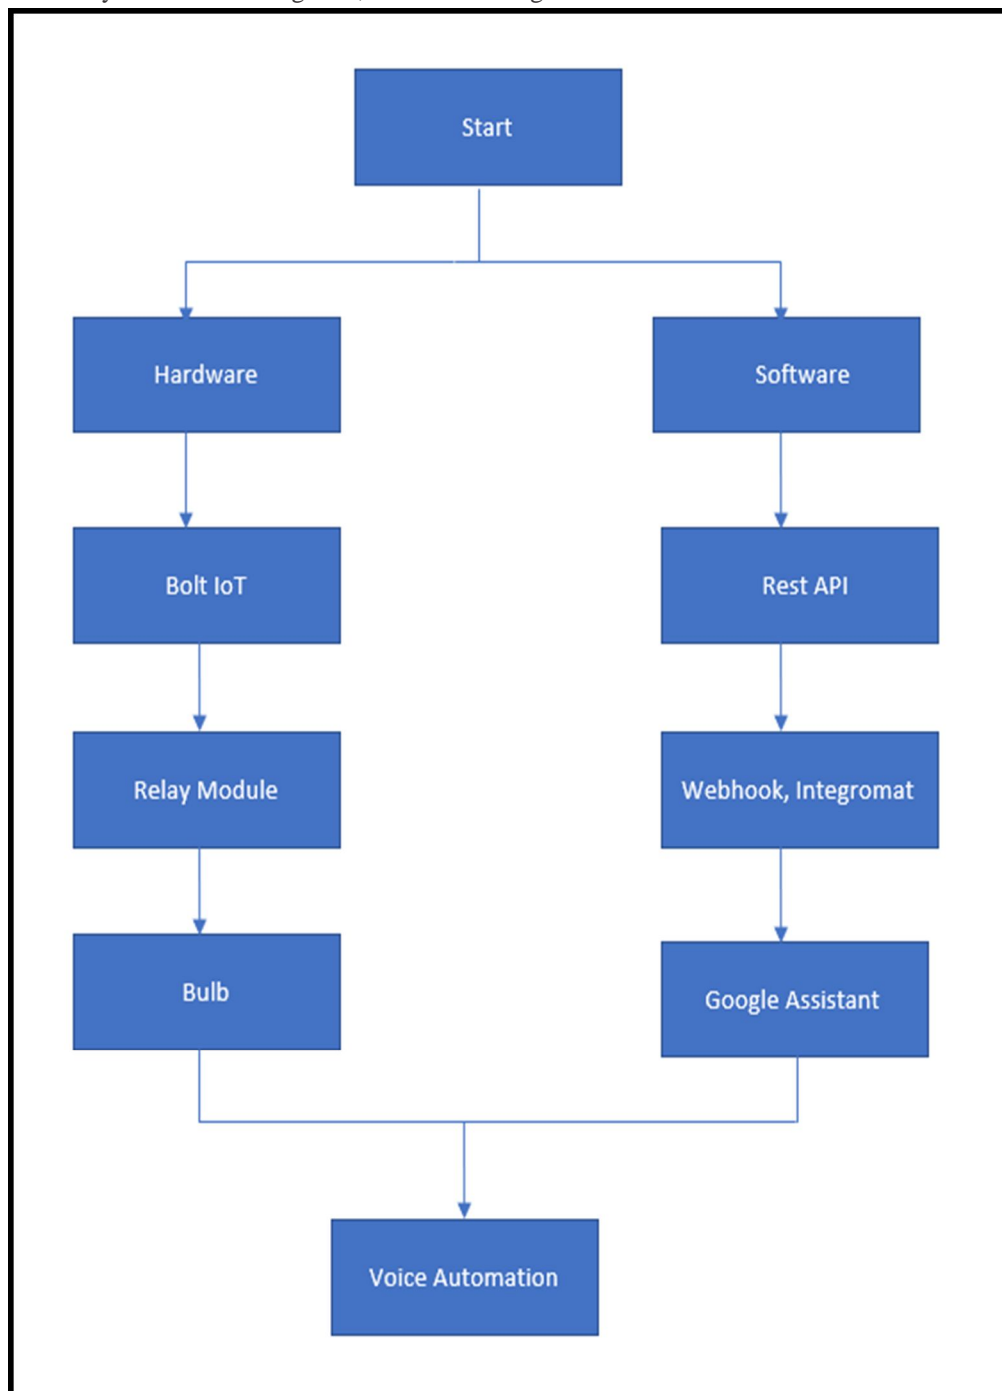 Start
Hardware
Software
Bolt IoT
Rest API
Relay Module
Webhook, Integromat
Bulb
Google Assistant
Voice Automation